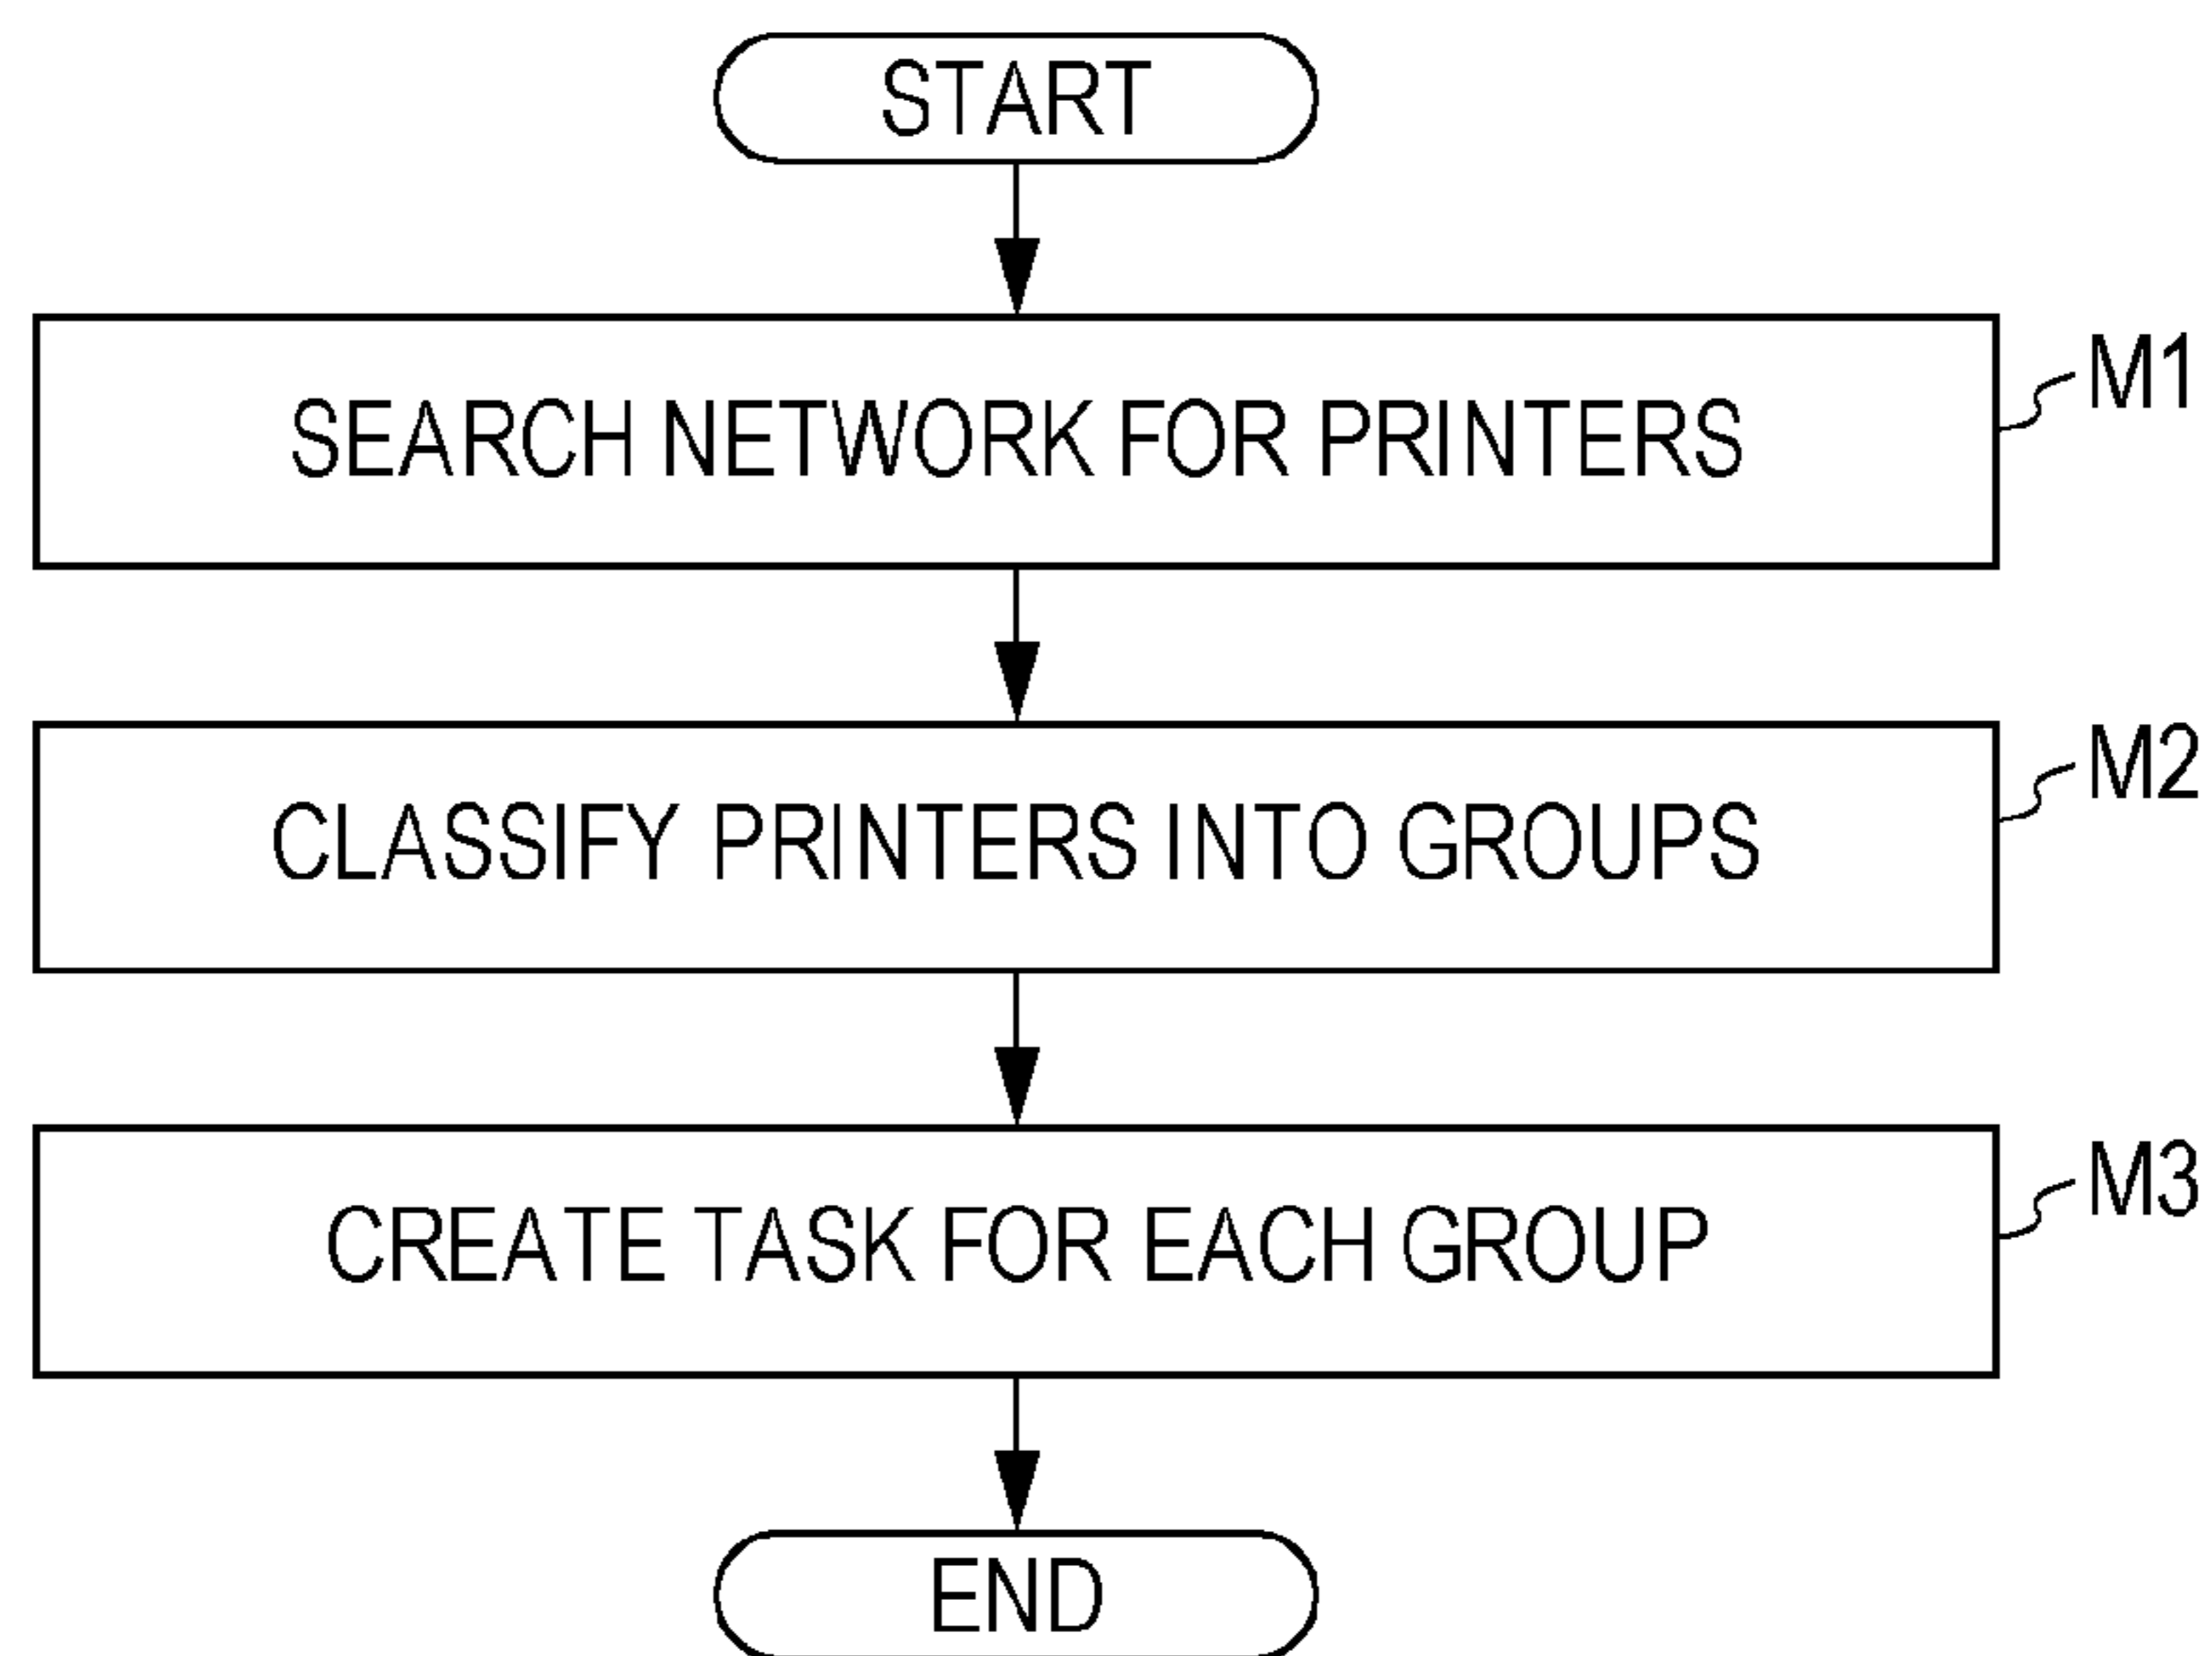 START
SEARCH NETWORK FOR PRINTERS
M1
CLASSIFY PRINTERS INTO GROUPS
M2
CREATE TASK FOR EACH GROUP
M3
END